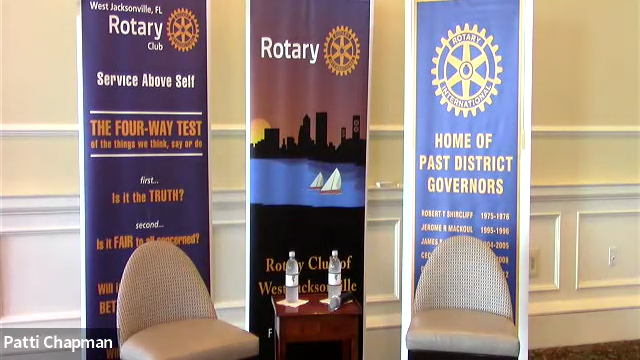 West Jacksonville, FL
Rotary
Club
Service Above Self
THE FOUR-WAY TEST
of the things we think, say or do
first...
Is it the TRUTH?
second...
Is it FAIR to all concerned?
Rotary
Rotary Club of
West Jacksonville
ROTARY
INTERNATIONAL
HOME OF
PAST DISTRICT
GOVERNORS
ROBERT T SHIRCLIFF 1975-1976
JEROME R MACKOUL 1995-1996
Patti Chapman